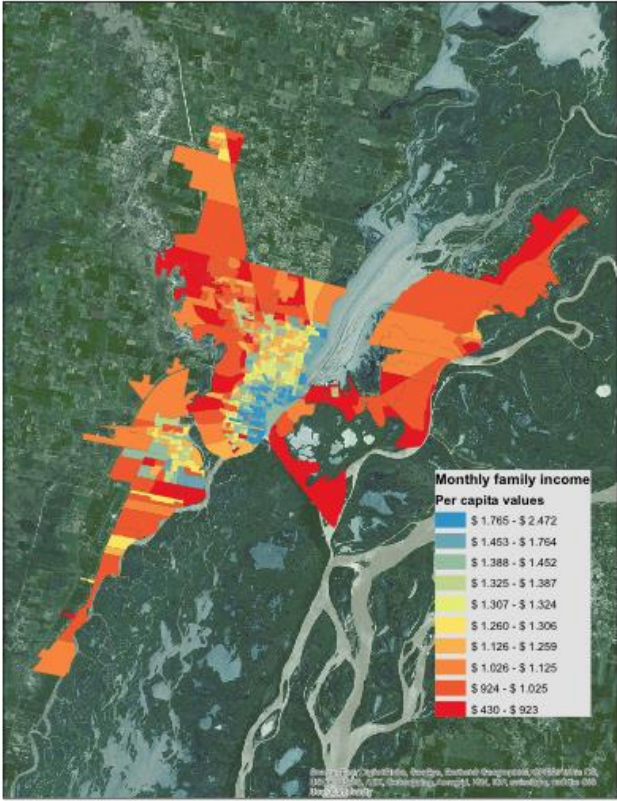 Monthly family income
Per capita values
$ 1.765 - $ 2.472
$ 1.453 - $ 1.764
$ 1.388 - $ 1.452
$ 1.325 - $ 1.387
$ 1.307 - $ 1.324
$ 1.260 - $ 1.306
$ 1.126 - $ 1.259
$ 1.026 - $ 1.125
$ 924 - $ 1.025
$ 430 - $ 923